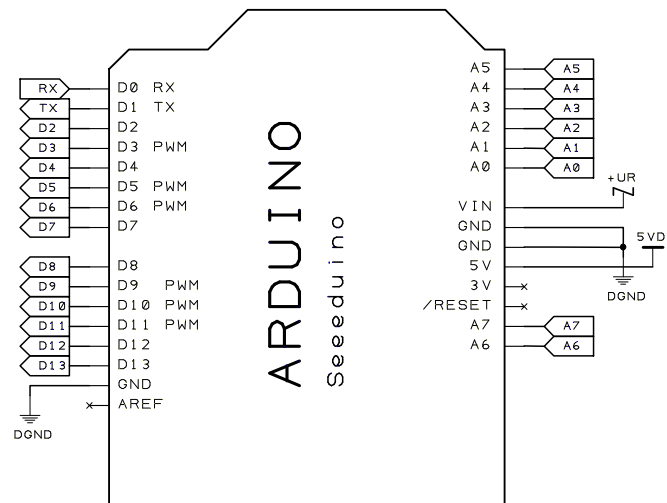 RX D0 RX
TX D1 TX
D2 D2
D3 D3 PWM
D4 D4
D5 D5 PWM
D6 D6 PWM
D7 D7
D8 D8
D9 D9 PWM
D10 D10 PWM
D11 D11 PWM
D12 D12
D13 D13
GND
AREF
DGND
ARDUINO
Seeeduino
A5 A5
A4 A4
A3 A3
A2 A2
A1 A1
A0 A0
+UR
VIN
GND
GND
5VD
5V
3V
DGND
/RESET
A7 A7
A6 A6